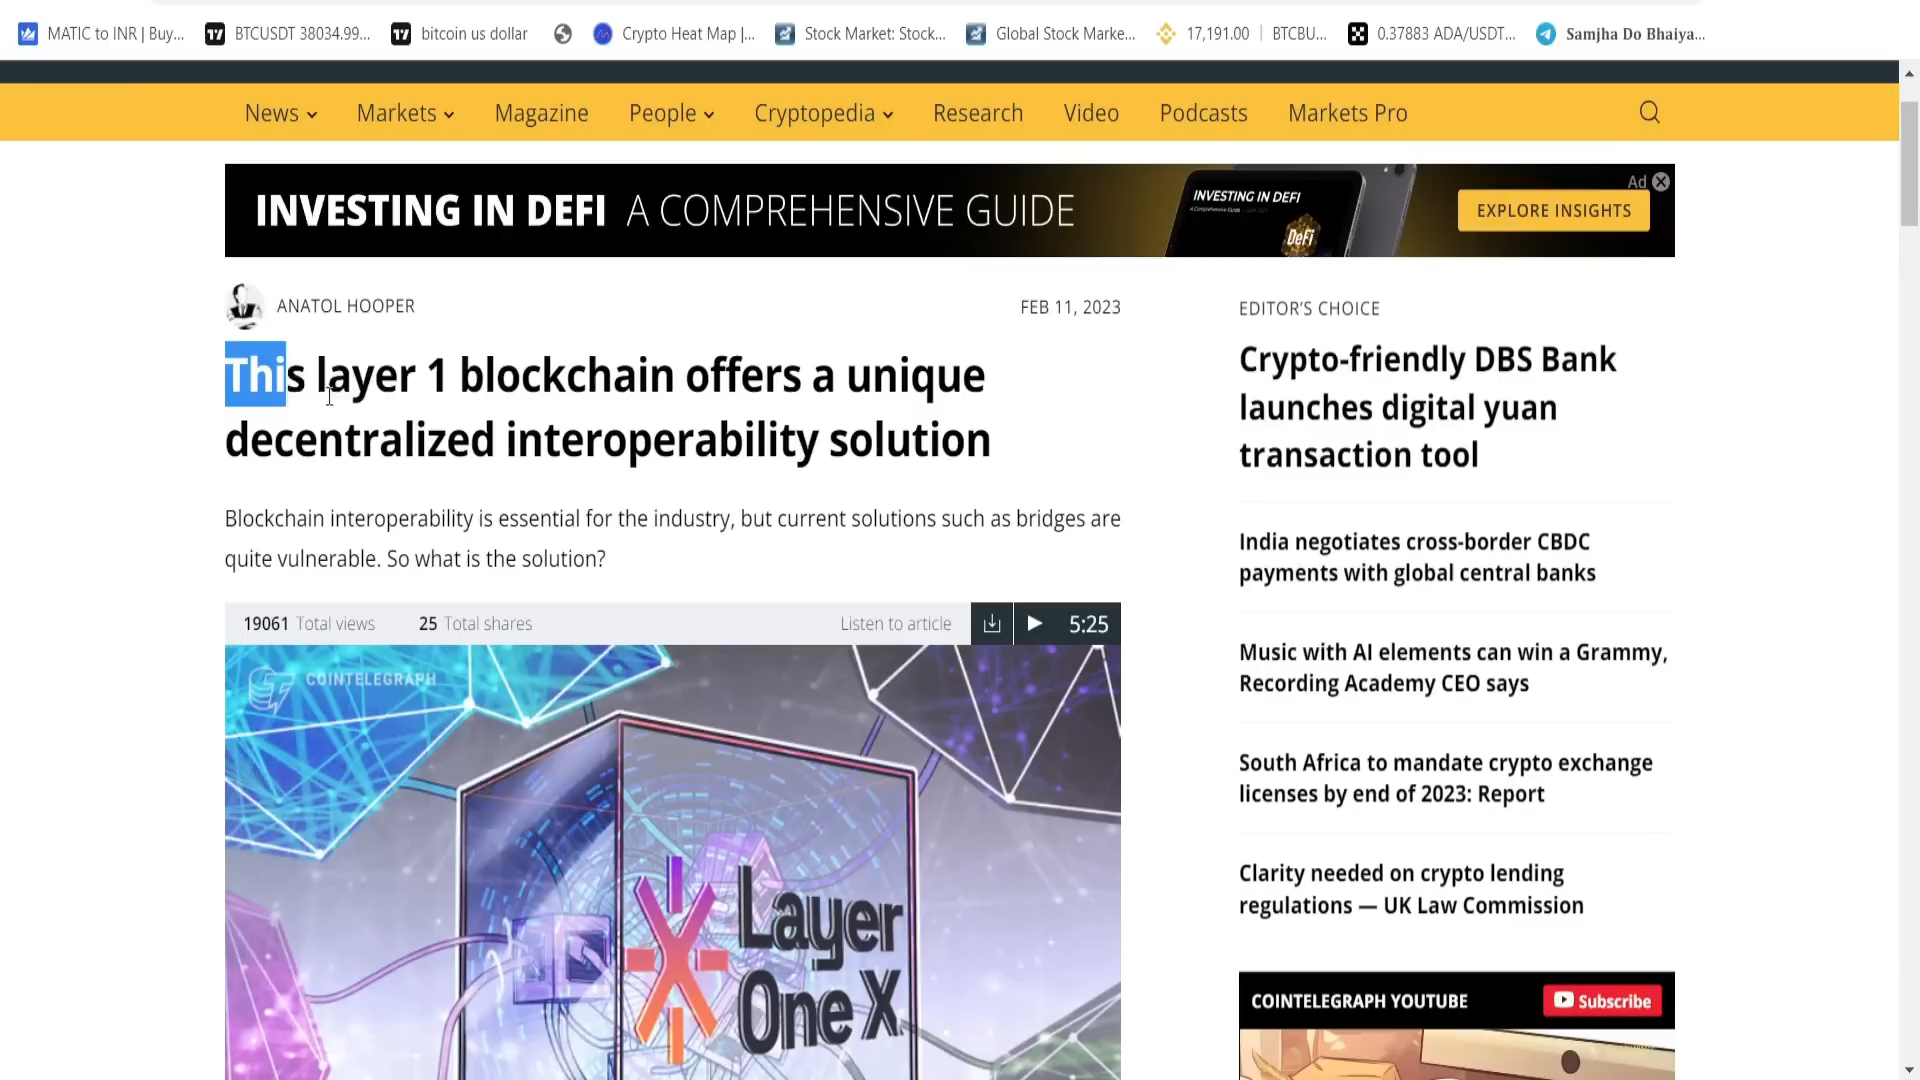 MATIC to INR | Buy...
BTCUSDT 38034.99...
bitcoin us dollar
Crypto Heat Map |...
Stock Market: Stock...
Global Stock Marke...
17,191.00 | BTCBU...
0.37883 ADA/USDT...
Samjha Do Bhaiya...
News
Markets
Magazine
People
Cryptopedia
Research
Video
Podcasts
Markets Pro
INVESTING IN DEFI A COMPREHENSIVE GUIDE
INVESTING IN DEFI
DeFi
Ad
EXPLORE INSIGHTS
ANATOL HOOPER
FEB 11, 2023
This layer 1 blockchain offers a unique
decentralized interoperability solution
Blockchain interoperability is essential for the industry, but current solutions such as bridges are
quite vulnerable. So what is the solution?
19061 Total views
25 Total shares
Listen to article
5:25
COINTELEGRAPH
Layer
One X
EDITOR'S CHOICE
Crypto-friendly DBS Bank
launches digital yuan
transaction tool
India negotiates cross-border CBDC
payments with global central banks
Music with AI elements can win a Grammy,
Recording Academy CEO says
South Africa to mandate crypto exchange
licenses by end of 2023: Report
Clarity needed on crypto lending
regulations — UK Law Commission
COINTELEGRAPH YOUTUBE
Subscribe